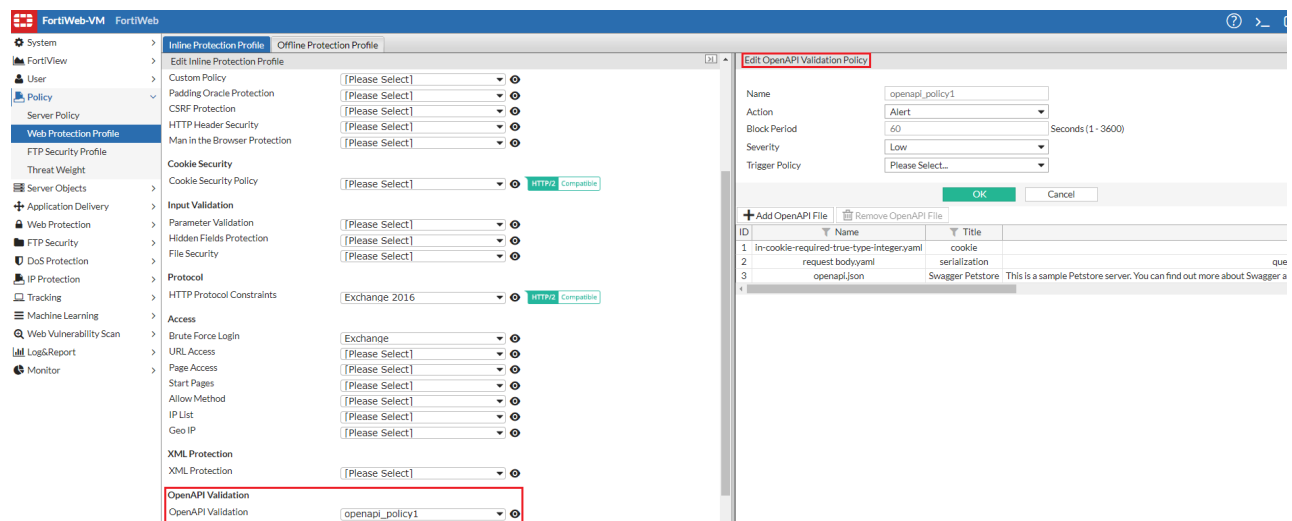 FortiWeb-VM FortiWeb
System
FortiView
User
Policy
Server Policy
Web Protection Profile
FTP Security Profile
Threat Weight
Server Objects
Application Delivery
Web Protection
FTP Security
DoS Protection
IP Protection
Tracking
Machine Learning
Web Vulnerability Scan
Log&Report
Monitor
Inline Protection Profile Offline Protection Profile
Edit Inline Protection Profile
Custom Policy [Please Select]
Padding Oracle Protection [Please Select]
CSRF Protection [Please Select]
HTTP Header Security [Please Select]
Man in the Browser Protection [Please Select]
Cookie Security
Cookie Security Policy [Please Select] HTTP/2 Compatible
Input Validation
Parameter Validation [Please Select]
Hidden Fields Protection [Please Select]
File Security [Please Select]
Protocol
HTTP Protocol Constraints Exchange 2016 HTTP/2 Compatible
Access
Brute Force Login Exchange
URL Access [Please Select]
Page Access [Please Select]
Start Pages [Please Select]
Allow Method [Please Select]
IP List [Please Select]
Geo IP [Please Select]
XML Protection
XML Protection [Please Select]
OpenAPI Validation
OpenAPI Validation openapi_policy1
Edit OpenAPI Validation Policy
Name openapi_policy1
Action Alert
Block Period 60 Seconds (1 - 3600)
Severity Low
Trigger Policy Please Select...
OK Cancel
Add OpenAPI File Remove OpenAPI File
ID Name Title
1 in-cookie-required-true-type-integer.yaml cookie
2 request body.yaml serialization que
3 openapi.json Swagger Petstore This is a sample Petstore server. You can find out more about Swagger a